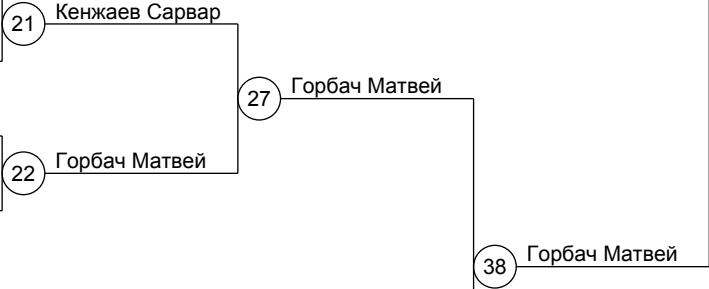 21 Кенжаев Сарвар
27 Горбач Матвей
22 Горбач Матвей
38 Горбач Матвей